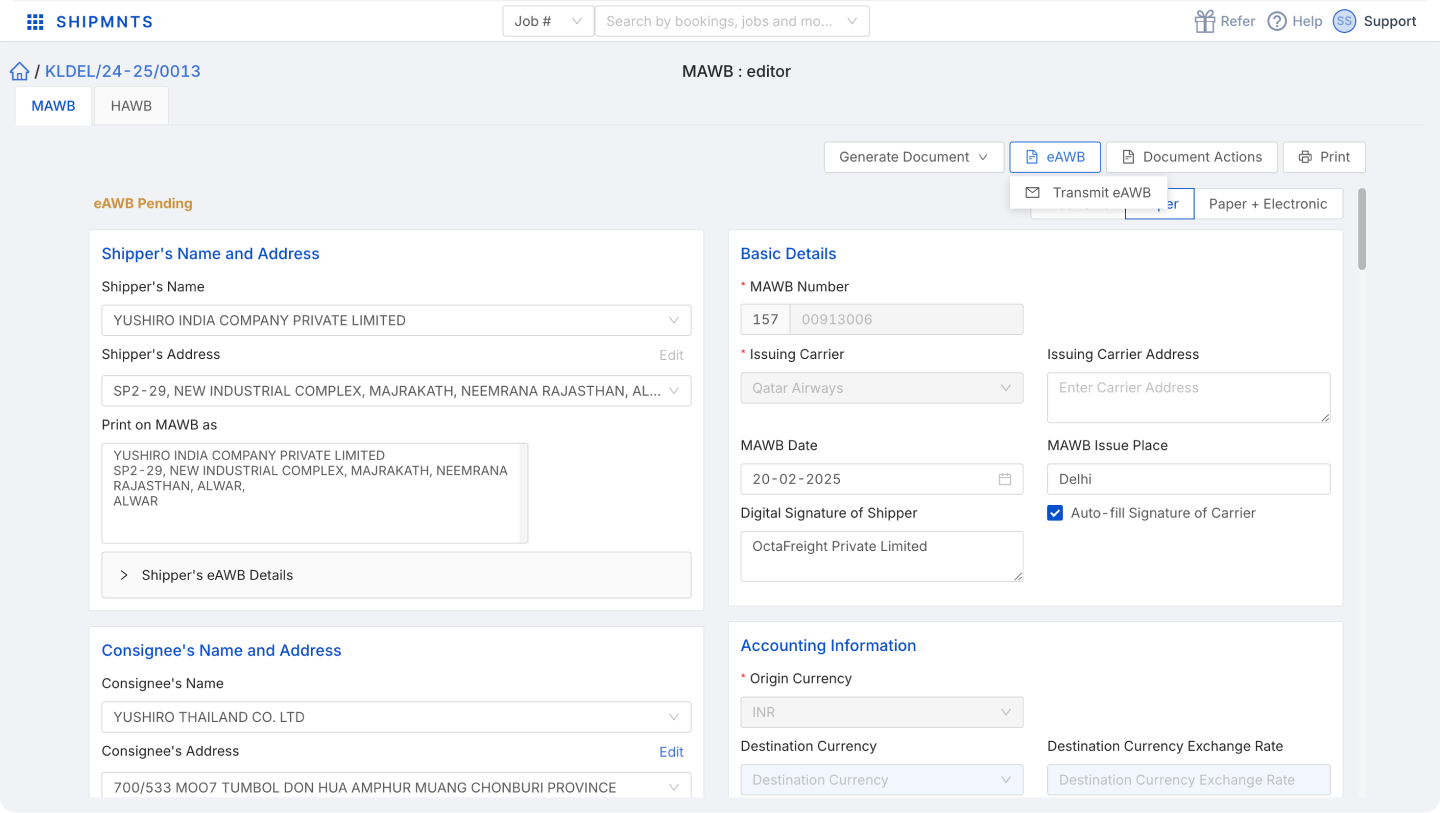 SHIPMNTS
Job #
Search by bookings, jobs and mo...
Refer
Help
SS
Support
/ KLDEL/24-25/0013
MAWB : editor
MAWB
HAWB
Generate Document
eAWB
Document Actions
Print
Transmit eAWB
eAWB Pending
Paper + Electronic
Shipper's Name and Address
Shipper's Name
YUSHIRO INDIA COMPANY PRIVATE LIMITED
Shipper's Address
Edit
SP2-29, NEW INDUSTRIAL COMPLEX, MAJRAKATH, NEEMRANA RAJASTHAN, AL...
Print on MAWB as
YUSHIRO INDIA COMPANY PRIVATE LIMITED
SP2-29, NEW INDUSTRIAL COMPLEX, MAJRAKATH, NEEMRANA
RAJASTHAN, ALWAR,
ALWAR
Shipper's eAWB Details
Basic Details
* MAWB Number
157
00913006
* Issuing Carrier
Qatar Airways
Issuing Carrier Address
Enter Carrier Address
MAWB Date
20-02-2025
MAWB Issue Place
Delhi
Digital Signature of Shipper
OctaFreight Private Limited
Auto-fill Signature of Carrier
Consignee's Name and Address
Consignee's Name
YUSHIRO THAILAND CO. LTD
Consignee's Address
Edit
700/533 MOO7 TUMBOL DON HUA AMPHUR MUANG CHONBURI PROVINCE
Accounting Information
* Origin Currency
INR
Destination Currency
Destination Currency
Destination Currency Exchange Rate
Destination Currency Exchange Rate